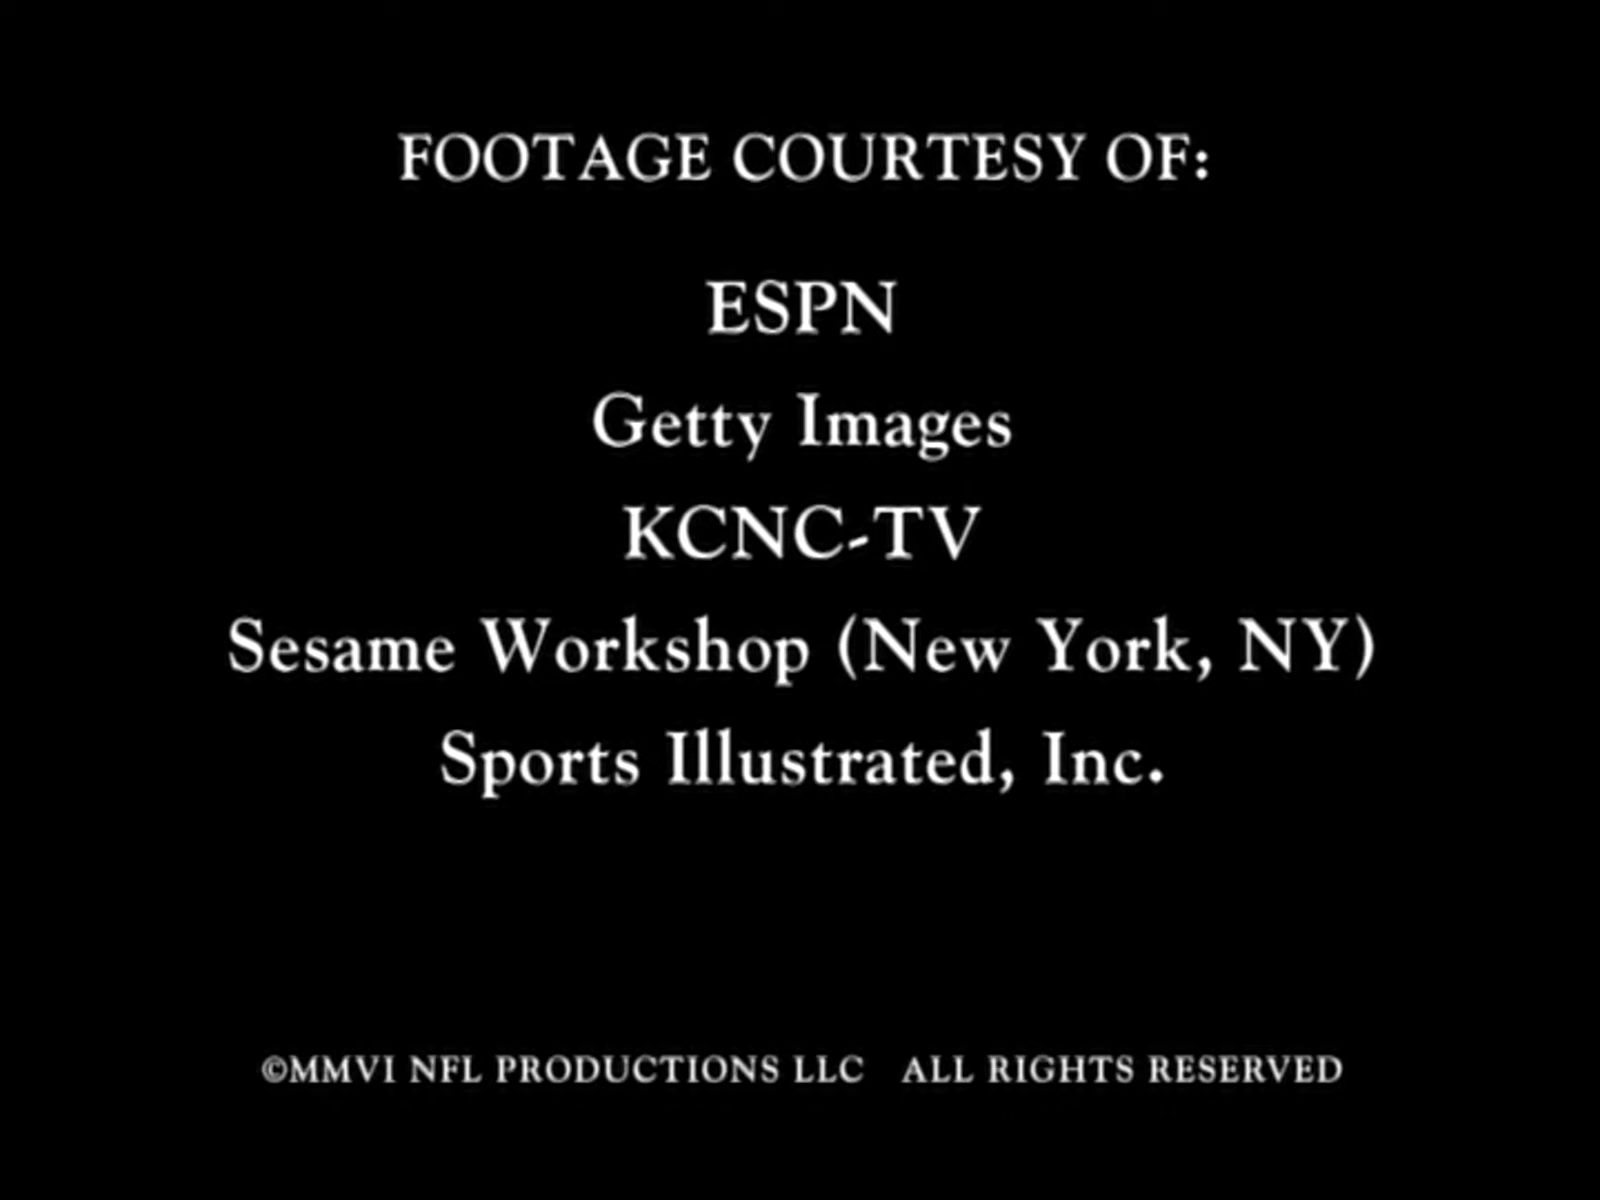 FOOTAGE COURTESY OF:
ESPN
Getty Images
KCNC-TV
Sesame Workshop (New York, NY)
Sports Illustrated, Inc.
©MMVI NFL PRODUCTIONS LLC ALL RIGHTS RESERVED